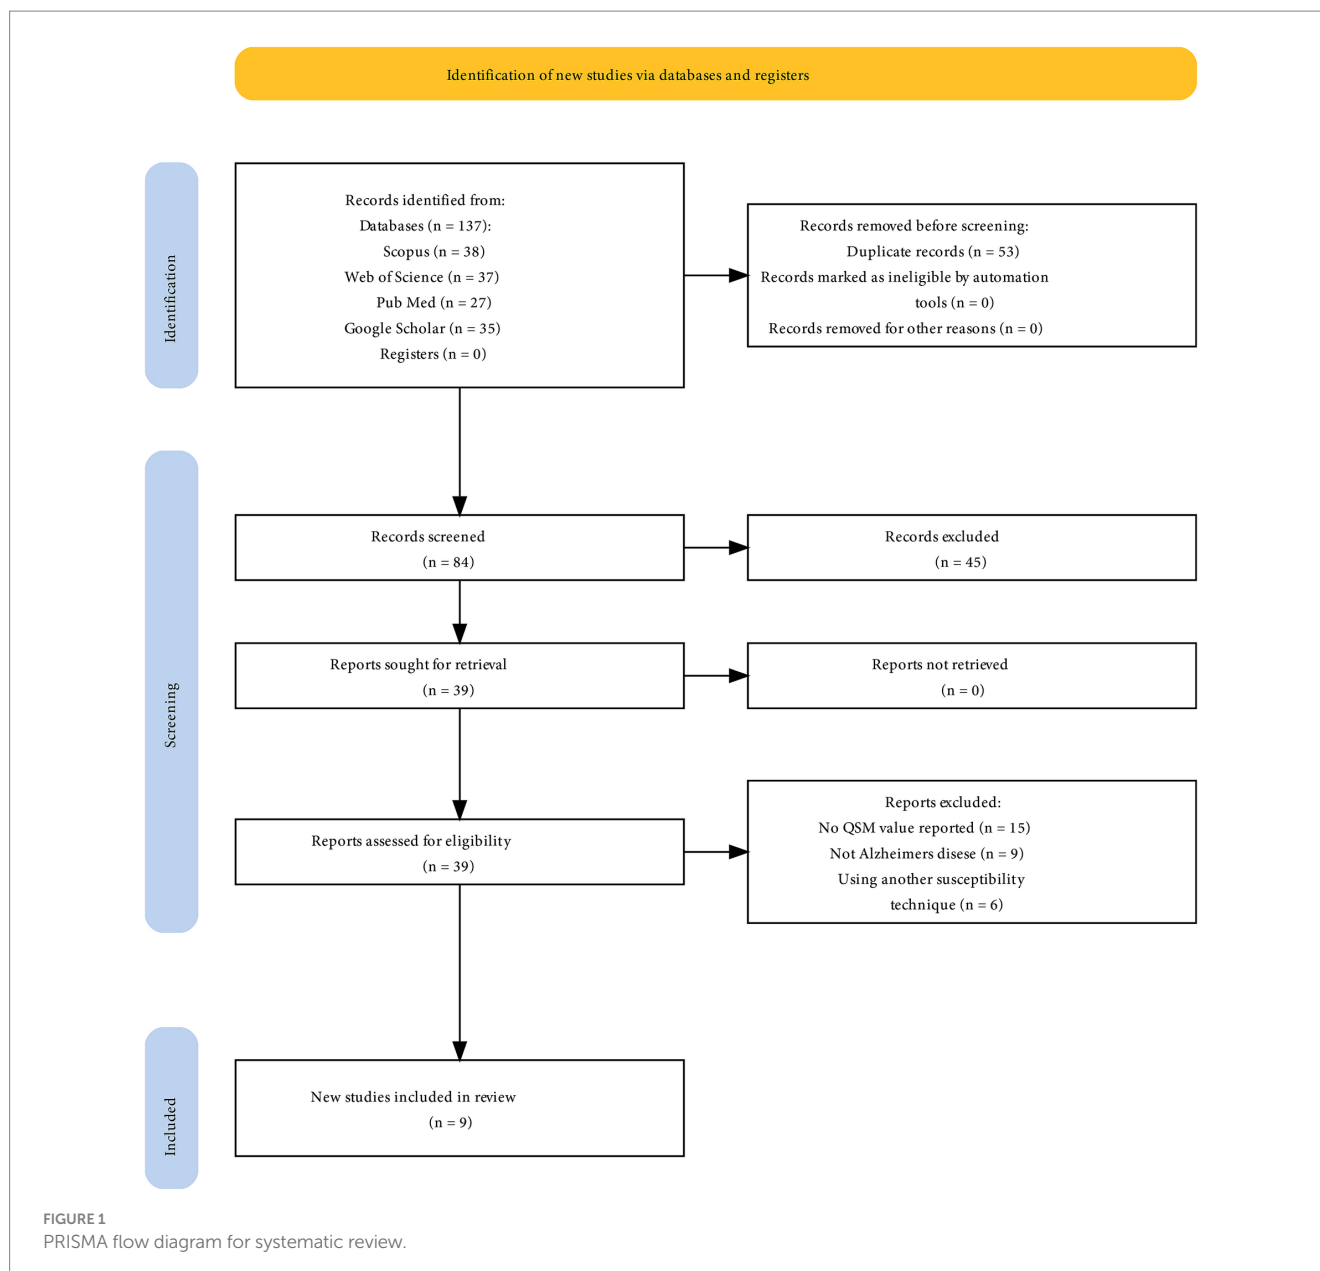 Identification of new studies via databases and registers
Identification
Records identified from:
Databases (n = 137):
Scopus (n = 38)
Web of Science (n = 37)
Pub Med (n = 27)
Google Scholar (n = 35)
Registers (n = 0)
Records removed before screening:
Duplicate records (n = 53)
Records marked as ineligible by automation
tools (n = 0)
Records removed for other reasons (n = 0)
Screening
Records screened
(n = 84)
Records excluded
(n = 45)
Reports sought for retrieval
(n = 39)
Reports not retrieved
(n = 0)
Reports assessed for eligibility
(n = 39)
Reports excluded:
No QSM value reported (n = 15)
Not Alzheimers disese (n = 9)
Using another susceptibility
technique (n = 6)
Included
New studies included in review
(n = 9)
FIGURE 1
PRISMA flow diagram for systematic review.